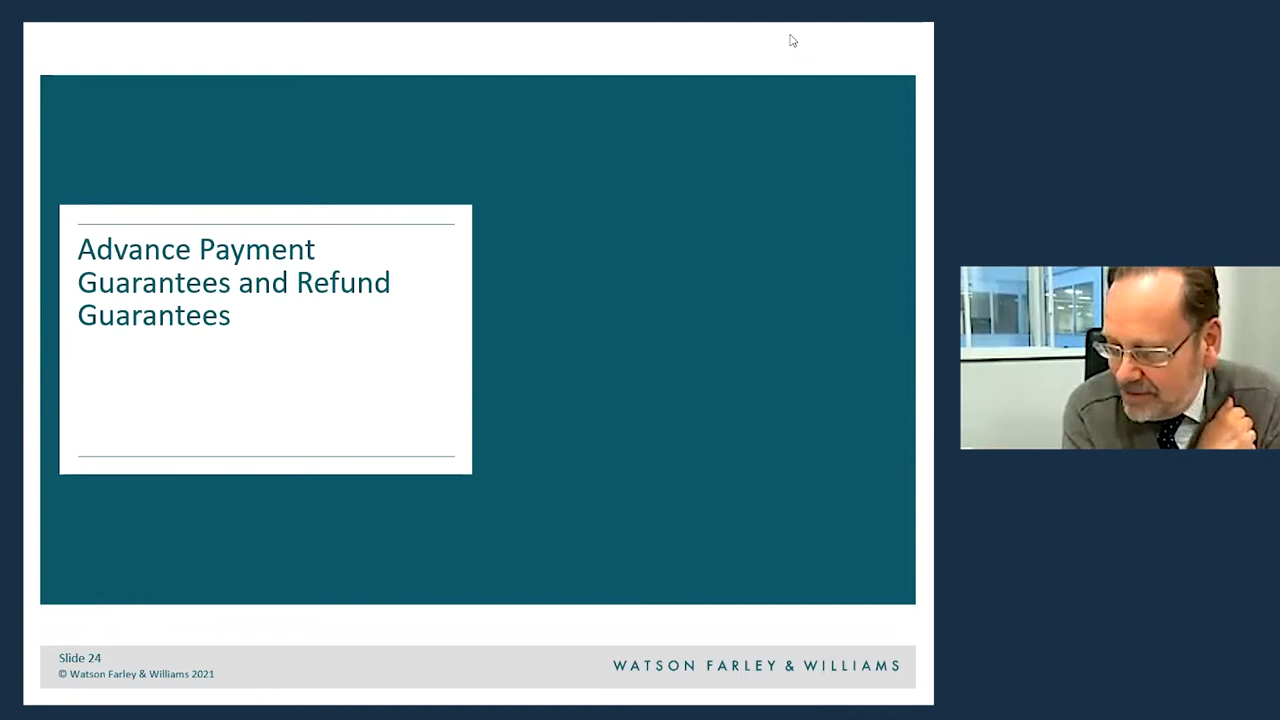 Advance Payment
Guarantees and Refund
Guarantees
Slide 24
© Watson Farley & Williams 2021
WATSON FARLEY & WILLIAMS